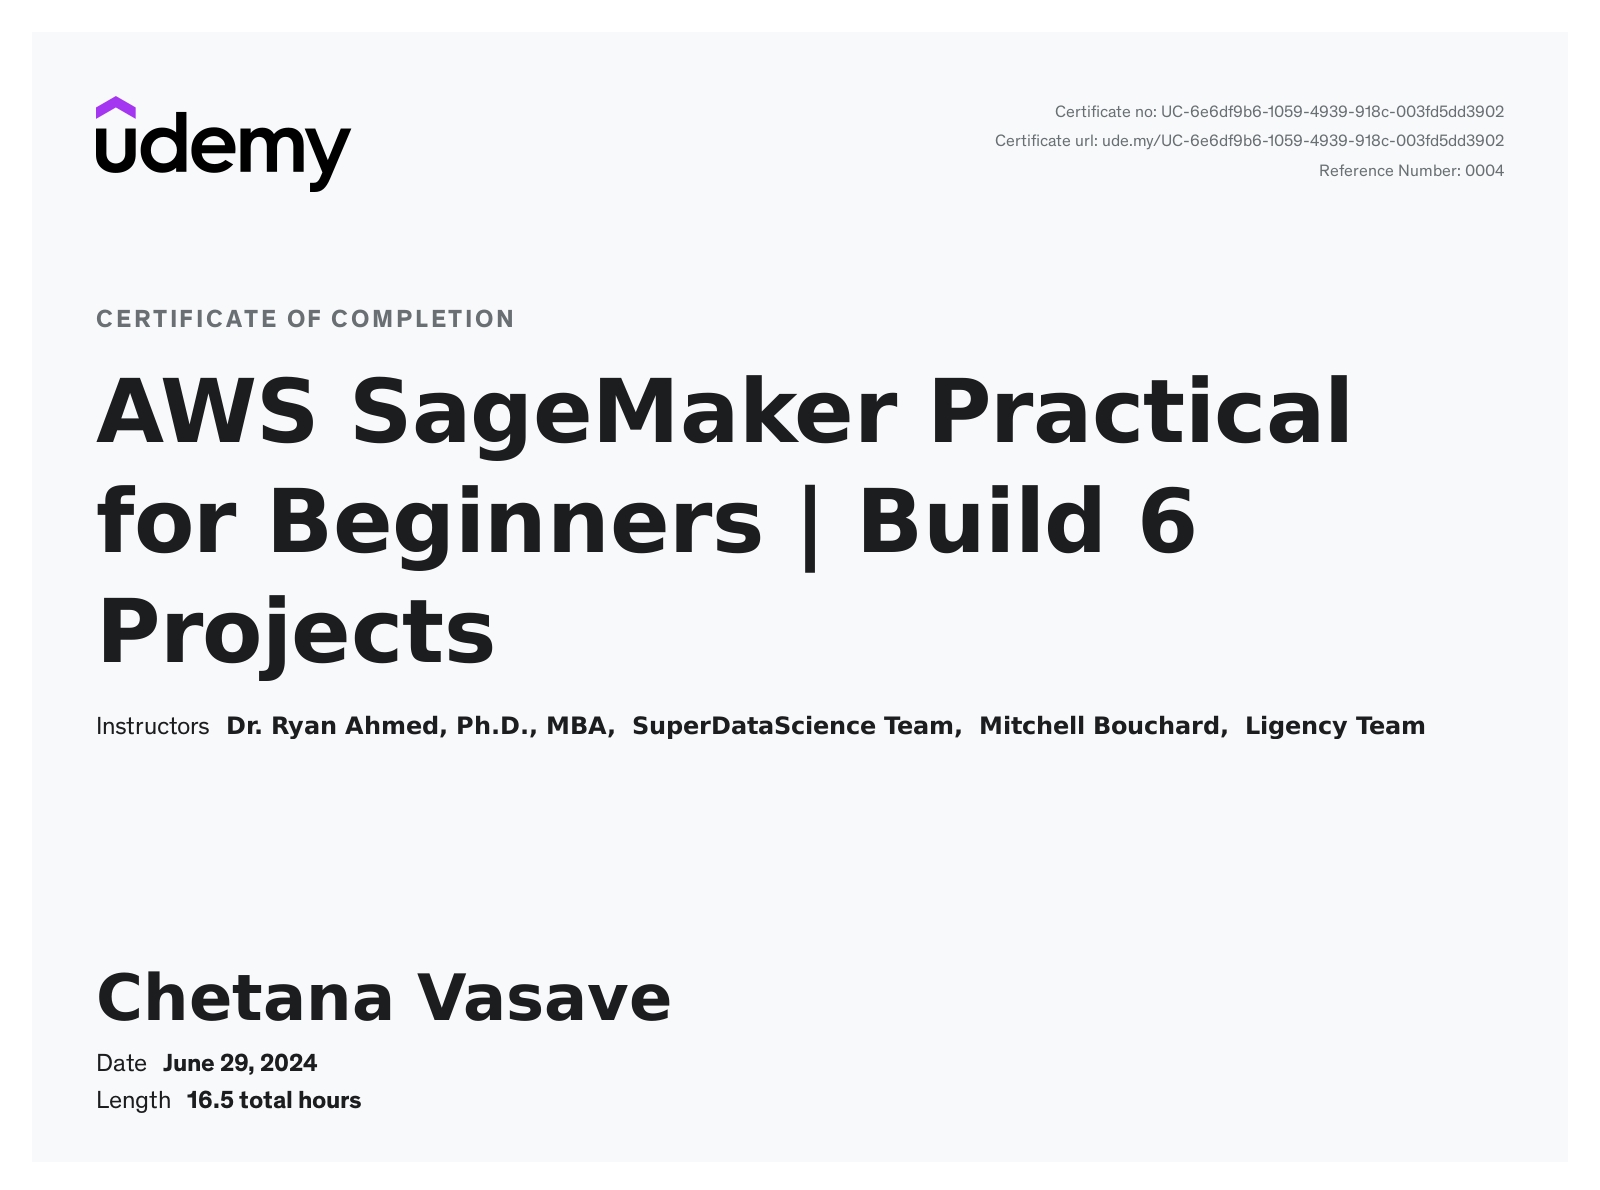 udemy
Certificate no: UC-6e6df9b6-1059-4939-918c-003fd5dd3902
Certificate url: ude.my/UC-6e6df9b6-1059-4939-918c-003fd5dd3902
Reference Number: 0004
CERTIFICATE OF COMPLETION
AWS SageMaker Practical
for Beginners | Build 6
Projects
Instructors Dr. Ryan Ahmed, Ph.D., MBA, SuperDataScience Team, Mitchell Bouchard, Ligency Team
Chetana Vasave
Date June 29, 2024
Length 16.5 total hours